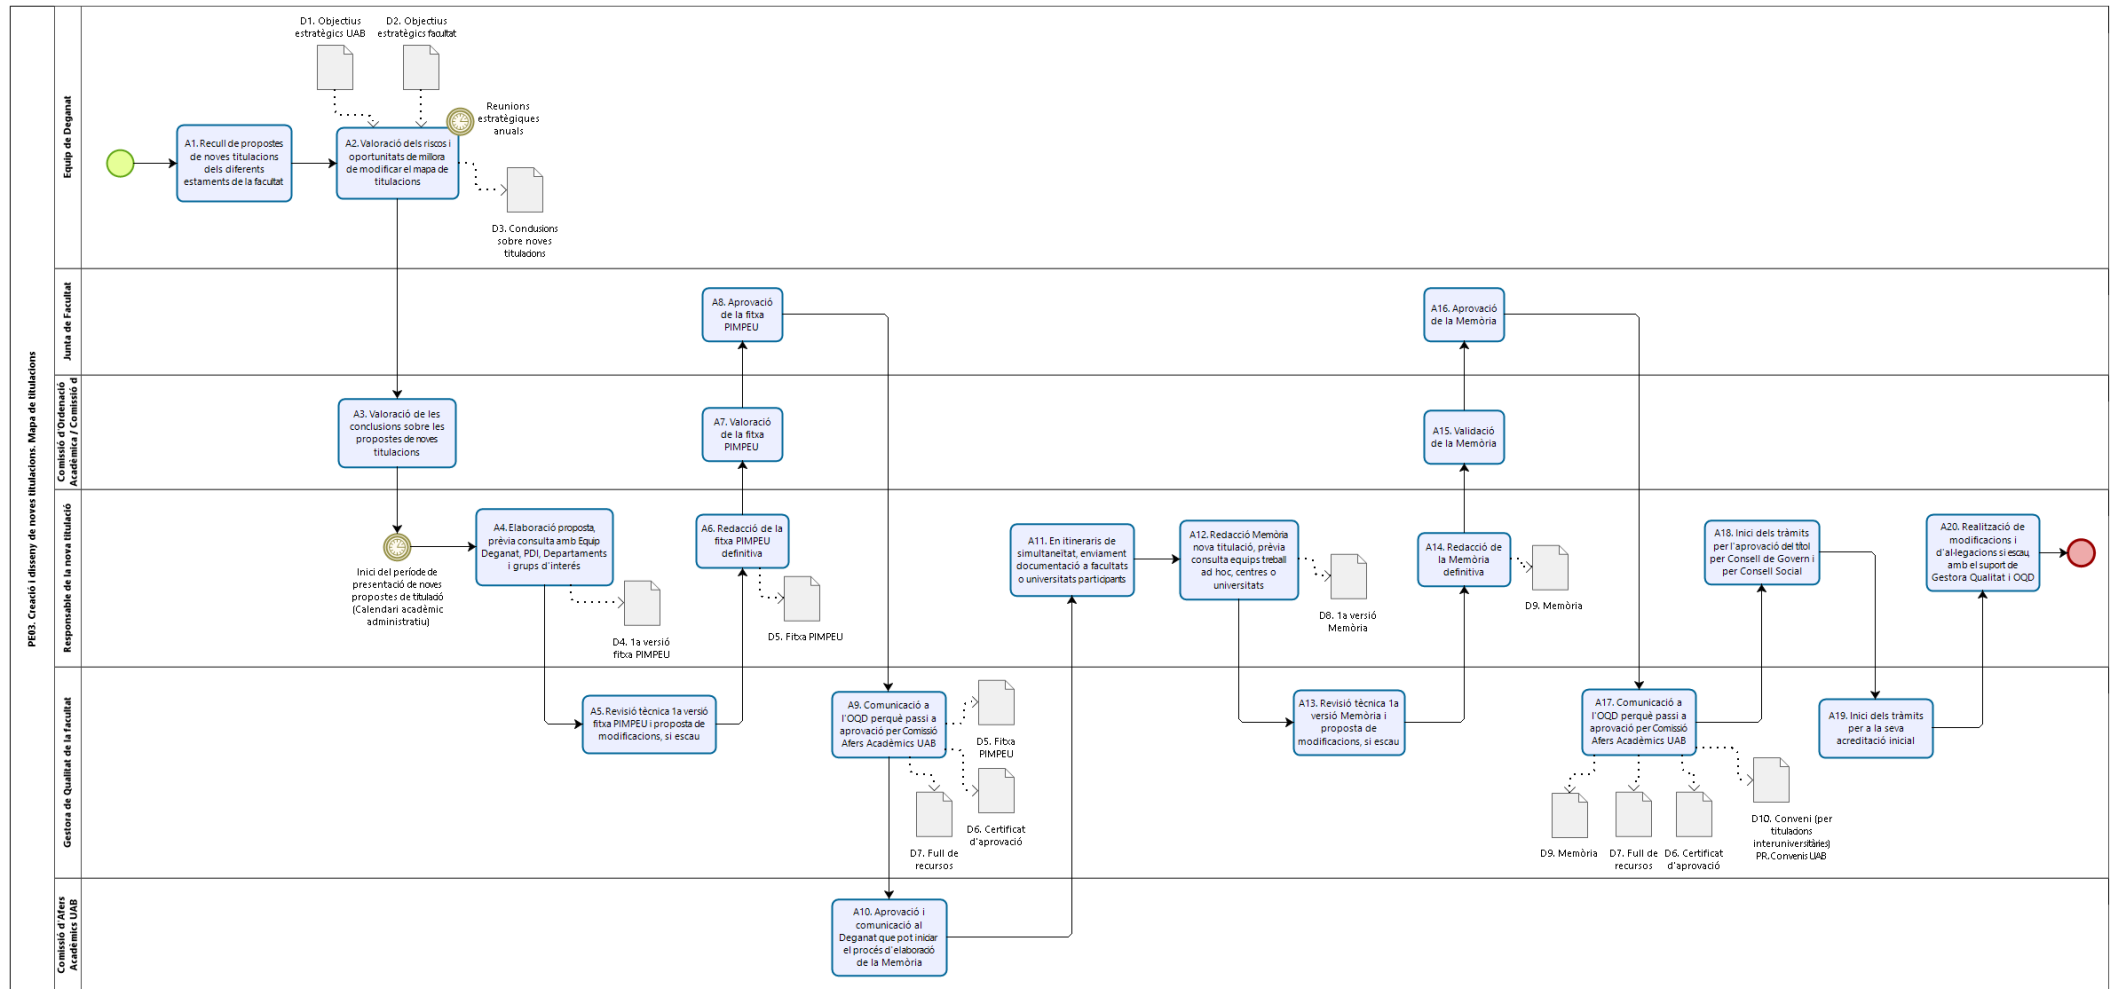 PE03. Creació i disseny de noves titulacions. Mapa de titulacions
Equip de Deganat
D1. Objectius
estratègics UAB
D2. Objectius
estratègics facultat
A1. Recull de propostes
de noves titulacions
dels diferents
estaments de la facultat
A2. Valoració dels riscos i
oportunitats de millora
de modificar el mapa de
titulacions
Reunions
estratègiques
anuals
D3. Conclusions
sobre noves
titulacions
Junta de Facultat
A8. Aprovació
de la fitxa
PIMPEU
A16. Aprovació
de la Memòria
Comissió d'Ordenació
Acadèmica / Comissió d
A3. Valoració de les
conclusions sobre les
propostes de noves
titulacions
A7. Valoració
de la fitxa
PIMPEU
A15. Validació
de la Memòria
Responsable de la nova titulació
Inici del període de
presentació de noves
propostes de titulació
(Calendari acadèmic
administratiu)
A4. Elaboració proposta,
prèvia consulta amb Equip
Deganat, PDI, Departaments
i grups d'interés
D4. 1a versió
fitxa PIMPEU
A6. Redacció de la
fitxa PIMPEU
definitiva
D5. Fitxa PIMPEU
A11. En itineraris de
simultaneïtat, enviament
documentació a facultats
o universitats participants
A12. Redacció Memòria
nova titulació, prèvia
consulta equips treball
ad hoc, centres o
universitats
D8. 1a versió
Memòria
A14. Redacció de
la Memòria
definitiva
D9. Memòria
A18. Inici dels tràmits
per l'aprovació del títol
per Consell de Govern i
per Consell Social
A20. Realització de
modificacions i
d'al·legacions si escau,
amb el suport de
Gestora Qualitat i OQD
Gestora de Qualitat de la facultat
A5. Revisió tècnica 1a versió
fitxa PIMPEU i proposta de
modificacions, si escau
A9. Comunicació a
l'OQD perquè passi a
aprovació per Comissió
Afers Acadèmics UAB
D5. Fitxa
PIMPEU
D6. Certificat
d'aprovació
D7. Full de
recursos
A13. Revisió tècnica 1a
versió Memòria i
proposta de
modificacions, si escau
A17. Comunicació a
l'OQD perquè passi a
aprovació per Comissió
Afers Acadèmics UAB
D9. Memòria
D7. Full de
recursos
D6. Certificat
d'aprovació
D10. Conveni (per
titulacions
interuniversitàries)
PR.Convenis UAB
A19. Inici dels tràmits
per a la seva
acreditació inicial
Comissió d'Afers
Acadèmics UAB
A10. Aprovació i
comunicació al
Deganat que pot iniciar
el procés d'elaboració
de la Memòria